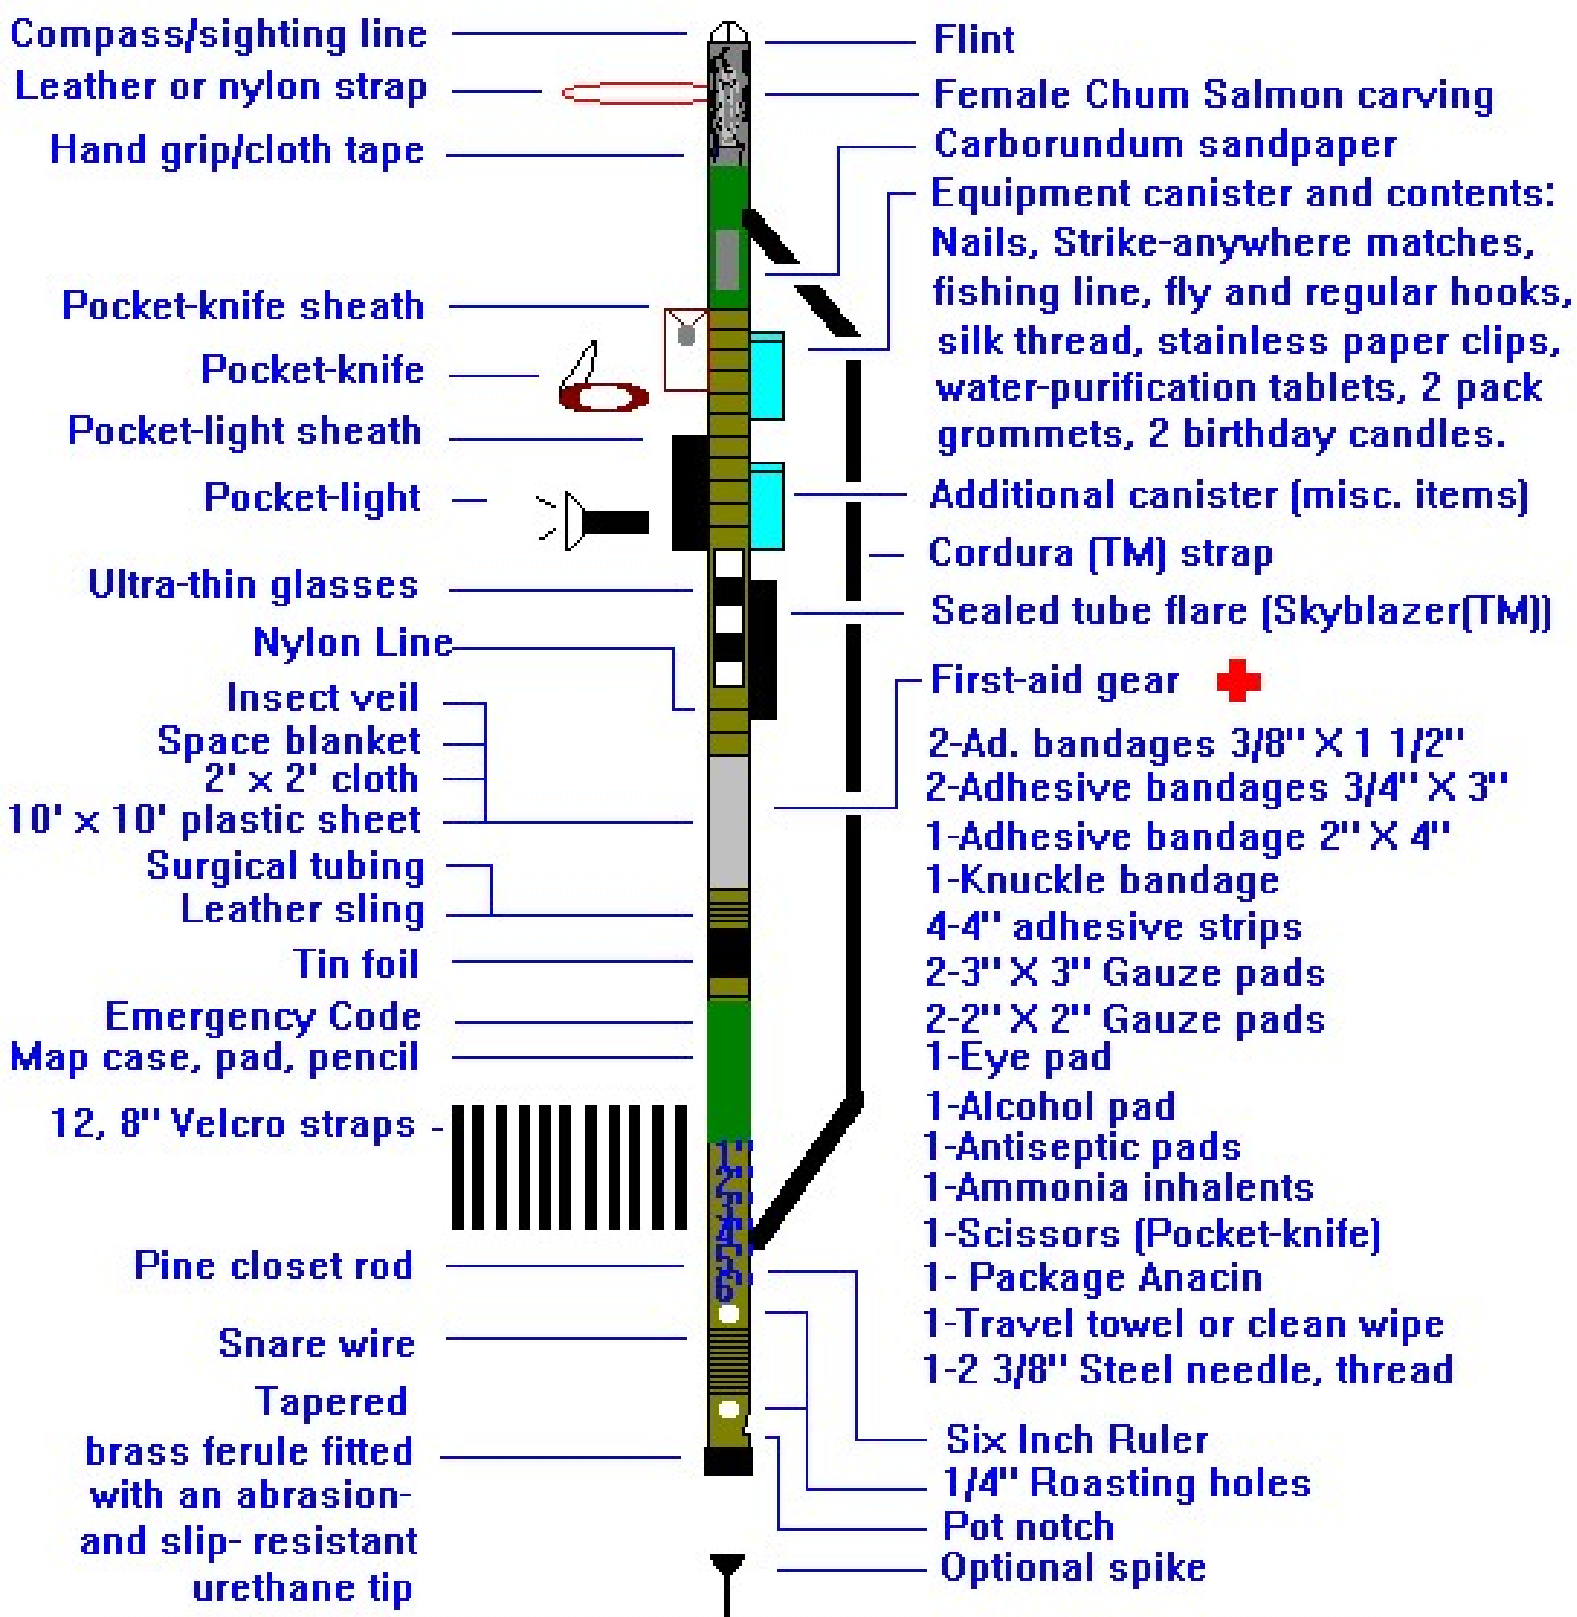 Compass/sighting line
Leather or nylon strap
Hand grip/cloth tape
Pocket-knife sheath
Pocket-knife
Pocket-light sheath
Pocket-light
Ultra-thin glasses
Nylon Line
Insect veil
Space blanket
2' x 2' cloth
10' x 10' plastic sheet
Surgical tubing
Leather sling
Tin foil
Emergency Code
Map case, pad, pencil
12, 8" Velcro straps
Pine closet rod
Snare wire
Tapered
brass ferule fitted
with an abrasion-
and slip- resistant
urethane tip
Flint
Female Chum Salmon carving
Carborundum sandpaper
Equipment canister and contents:
Nails, Strike-anywhere matches,
fishing line, fly and regular hooks,
silk thread, stainless paper clips,
water-purification tablets, 2 pack
grommets, 2 birthday candles.
Additional canister (misc. items)
Cordura (TM) strap
Sealed tube flare (Skyblazer(TM))
First-aid gear
2-Ad. bandages 3/8" X 1 1/2"
2-Adhesive bandages 3/4" X 3"
1-Adhesive bandage 2" X 4"
1-Knuckle bandage
4-4" adhesive strips
2-3" X 3" Gauze pads
2-2" X 2" Gauze pads
1-Eye pad
1-Alcohol pad
1-Antiseptic pads
1-Ammonia inhalents
1-Scissors (Pocket-knife)
1- Package Anacin
1-Travel towel or clean wipe
1-2 3/8" Steel needle, thread
Six Inch Ruler
1/4" Roasting holes
Pot notch
Optional spike
1
2
3
4
5
6